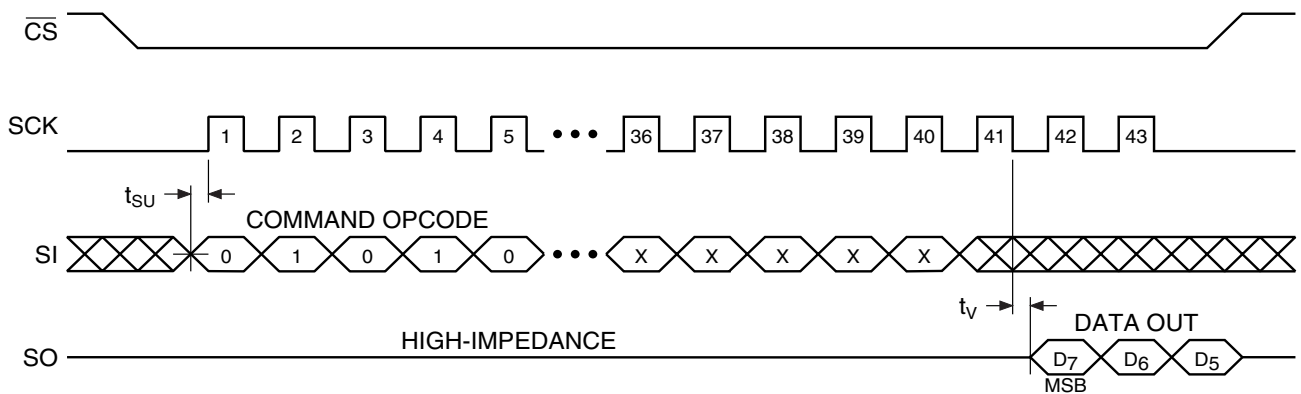 CS
SCK 1 2 3 4 5 ••• 36 37 38 39 40 41 42 43
tSU
COMMAND OPCODE
SI 0 1 0 1 0 ••• X X X X X
tV
HIGH-IMPEDANCE DATA OUT
SO D7 D6 D5
MSB